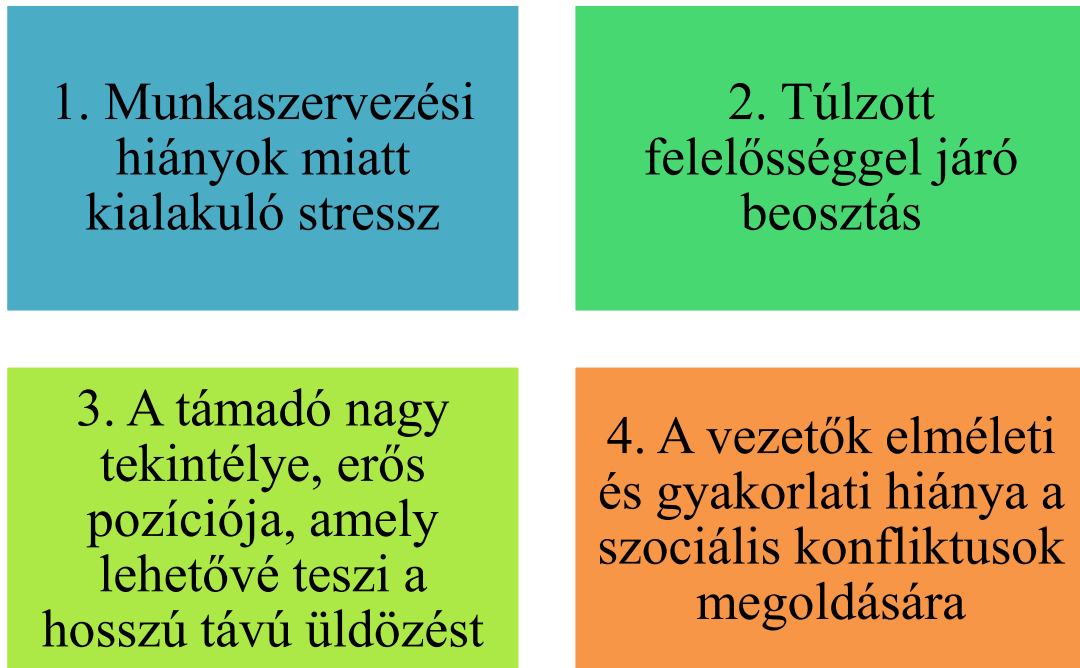 1. Munkaszervezési
hiányok miatt
kialakuló stressz
2. Túlzott
felelősséggel járó
beosztás
3. A támadó nagy
tekintélye, erős
pozíciója, amely
lehetővé teszi a
hosszú távú üldözést
4. A vezetők elméleti
és gyakorlati hiánya a
szociális konfliktusok
megoldására